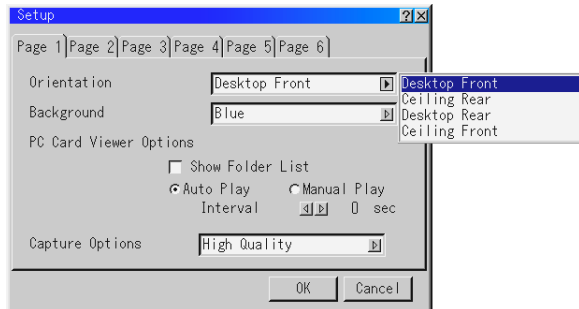 Setup
Page 1 Page 2 Page 3 Page 4 Page 5 Page 6
Orientation Desktop Front
Desktop Front
Ceiling Rear
Desktop Rear
Ceiling Front
Background Blue
PC Card Viewer Options
Show Folder List
Auto Play Manual Play
Interval 0 sec
Capture Options High Quality
OK Cancel